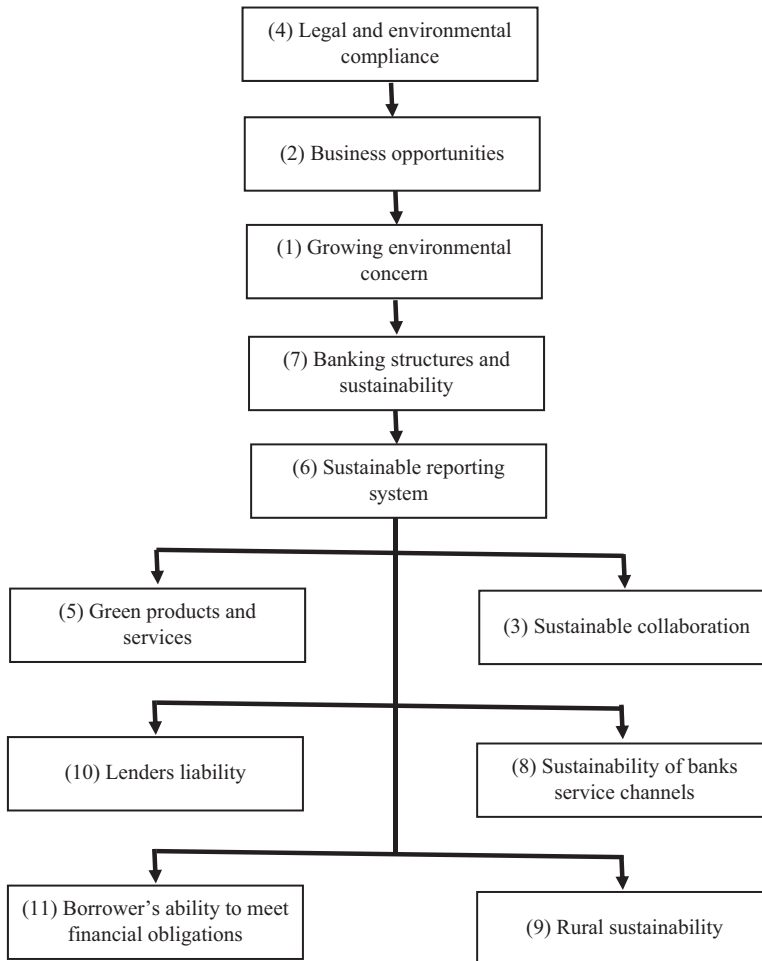 (4) Legal and environmental
compliance
(2) Business opportunities
(1) Growing environmental
concern
(7) Banking structures and
sustainability
(6) Sustainable reporting
system
(5) Green products and
services
(3) Sustainable collaboration
(10) Lenders liability
(8) Sustainability of banks
service channels
(11) Borrower’s ability to meet
financial obligations
(9) Rural sustainability